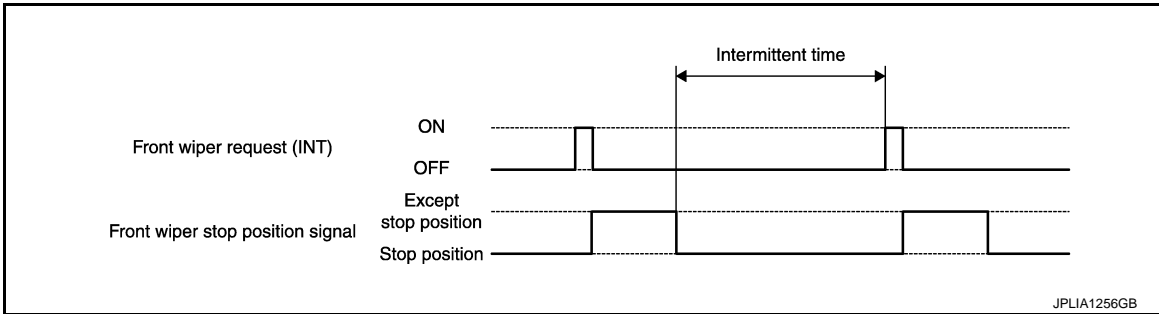 Intermittent time
ON
Front wiper request (INT)
OFF
Except
stop position
Front wiper stop position signal
Stop position
JPLIA1256GB